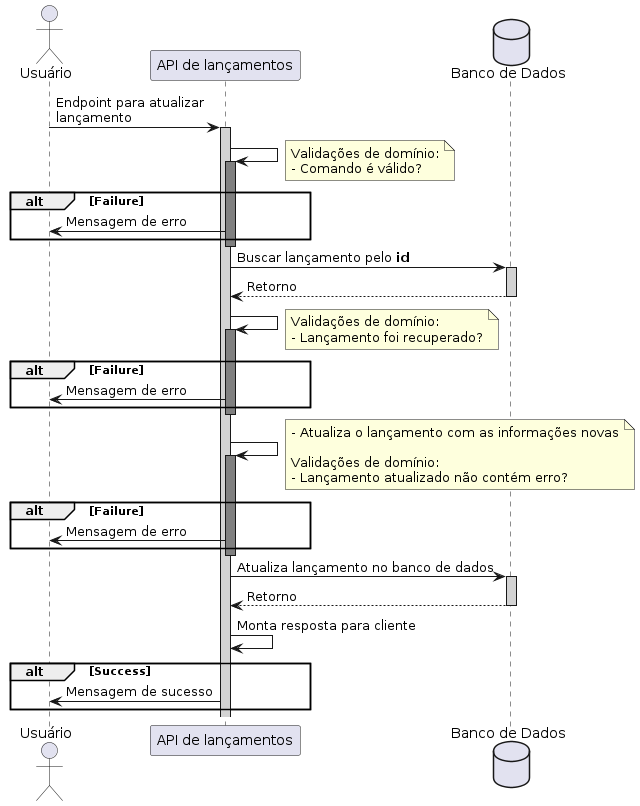 Usuário
API de lançamentos
Banco de Dados
Endpoint para atualizar
lançamento
Validações de domínio:
- Comando é válido?
alt [Failure]
Mensagem de erro
Buscar lançamento pelo id
Retorno
Validações de domínio:
- Lançamento foi recuperado?
alt [Failure]
Mensagem de erro
- Atualiza o lançamento com as informações novas
Validações de domínio:
- Lançamento atualizado não contém erro?
alt [Failure]
Mensagem de erro
Atualiza lançamento no banco de dados
Retorno
Monta resposta para cliente
alt [Success]
Mensagem de sucesso
Usuário
API de lançamentos
Banco de Dados